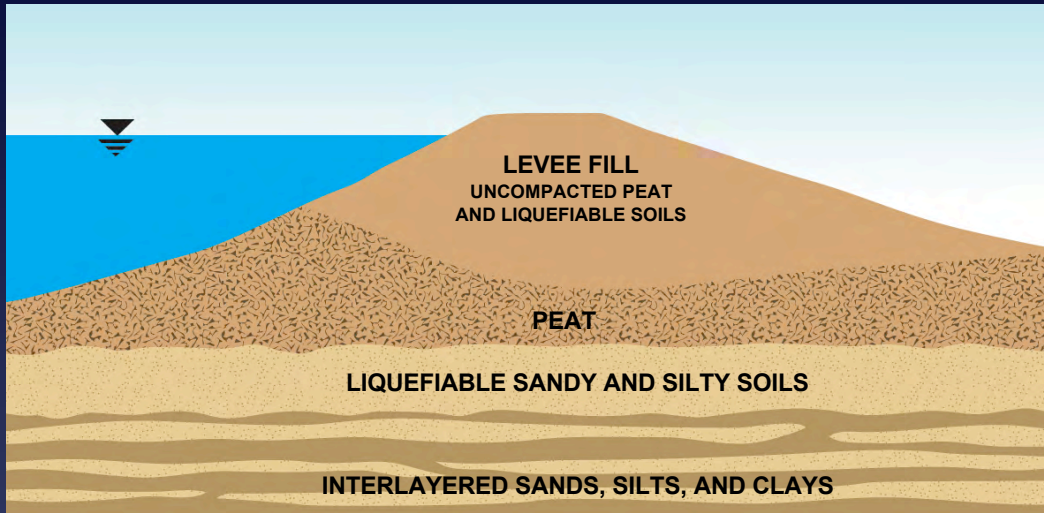 LEVEE FILL
UNCOMPACTED PEAT
AND LIQUEFIABLE SOILS
PEAT
LIQUEFIABLE SANDY AND SILTY SOILS
INTERLAYERED SANDS, SILTS, AND CLAYS